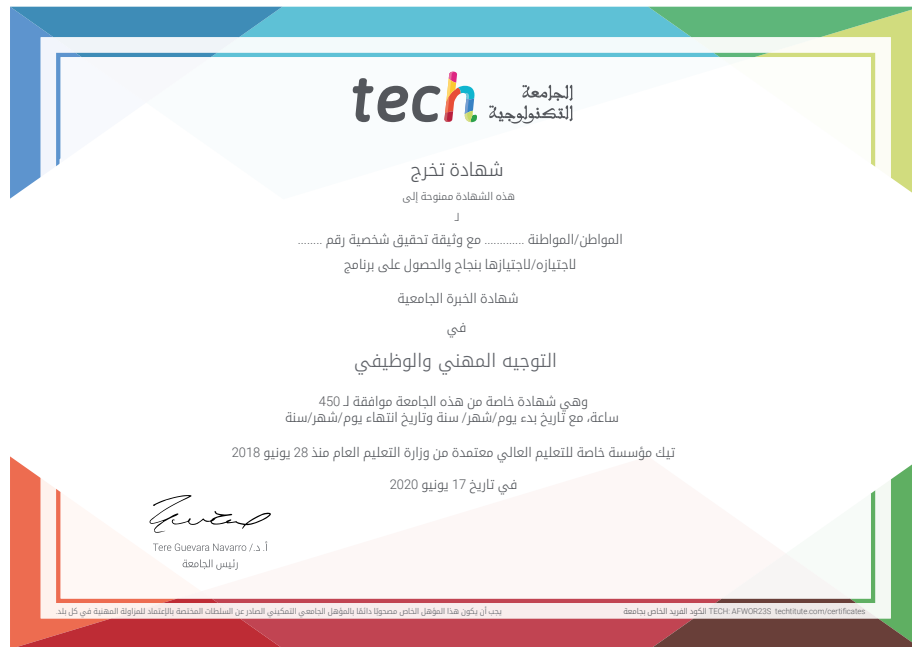 tech الجامعة
التكنولوجية
شهادة تخرج
هذه الشهادة ممنوحة إلى
لـ
المواطن/المواطنة ............ مع وثيقة تحقيق شخصية رقم ........
لاجتيازه/لاجتيازها بنجاح والحصول على برنامج
شهادة الخبرة الجامعية
في
التوجيه المهني والوظيفي
وهي شهادة خاصة من هذه الجامعة موافقة لـ 450
ساعة، مع تاريخ بدء يوم/شهر/ سنة وتاريخ انتهاء يوم/شهر/سنة
تيك مؤسسة خاصة للتعليم العالي معتمدة من وزارة التعليم العام منذ 28 يونيو 2018
في تاريخ 17 يونيو 2020
أ. د./ Tere Guevara Navarro
رئيس الجامعة
يجب أن يكون هذا المؤهل الخاص مصحوبًا دائمًا بالمؤهل الجامعي التمكيني الصادر عن السلطات المختصة بالإعتماد للمزاولة المهنية في كل بلد.
الكود الفريد الخاص بجامعة TECH: AFWOR23S techtitute.com/certificates